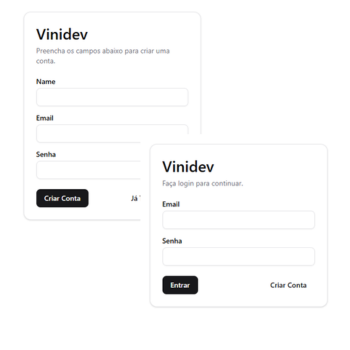 Vinidev
Preencha os campos abaixo para criar uma
conta.
Name
Email
Senha
Criar Conta
Já
Vinidev
Faça login para continuar.
Email
Senha
Entrar
Criar Conta